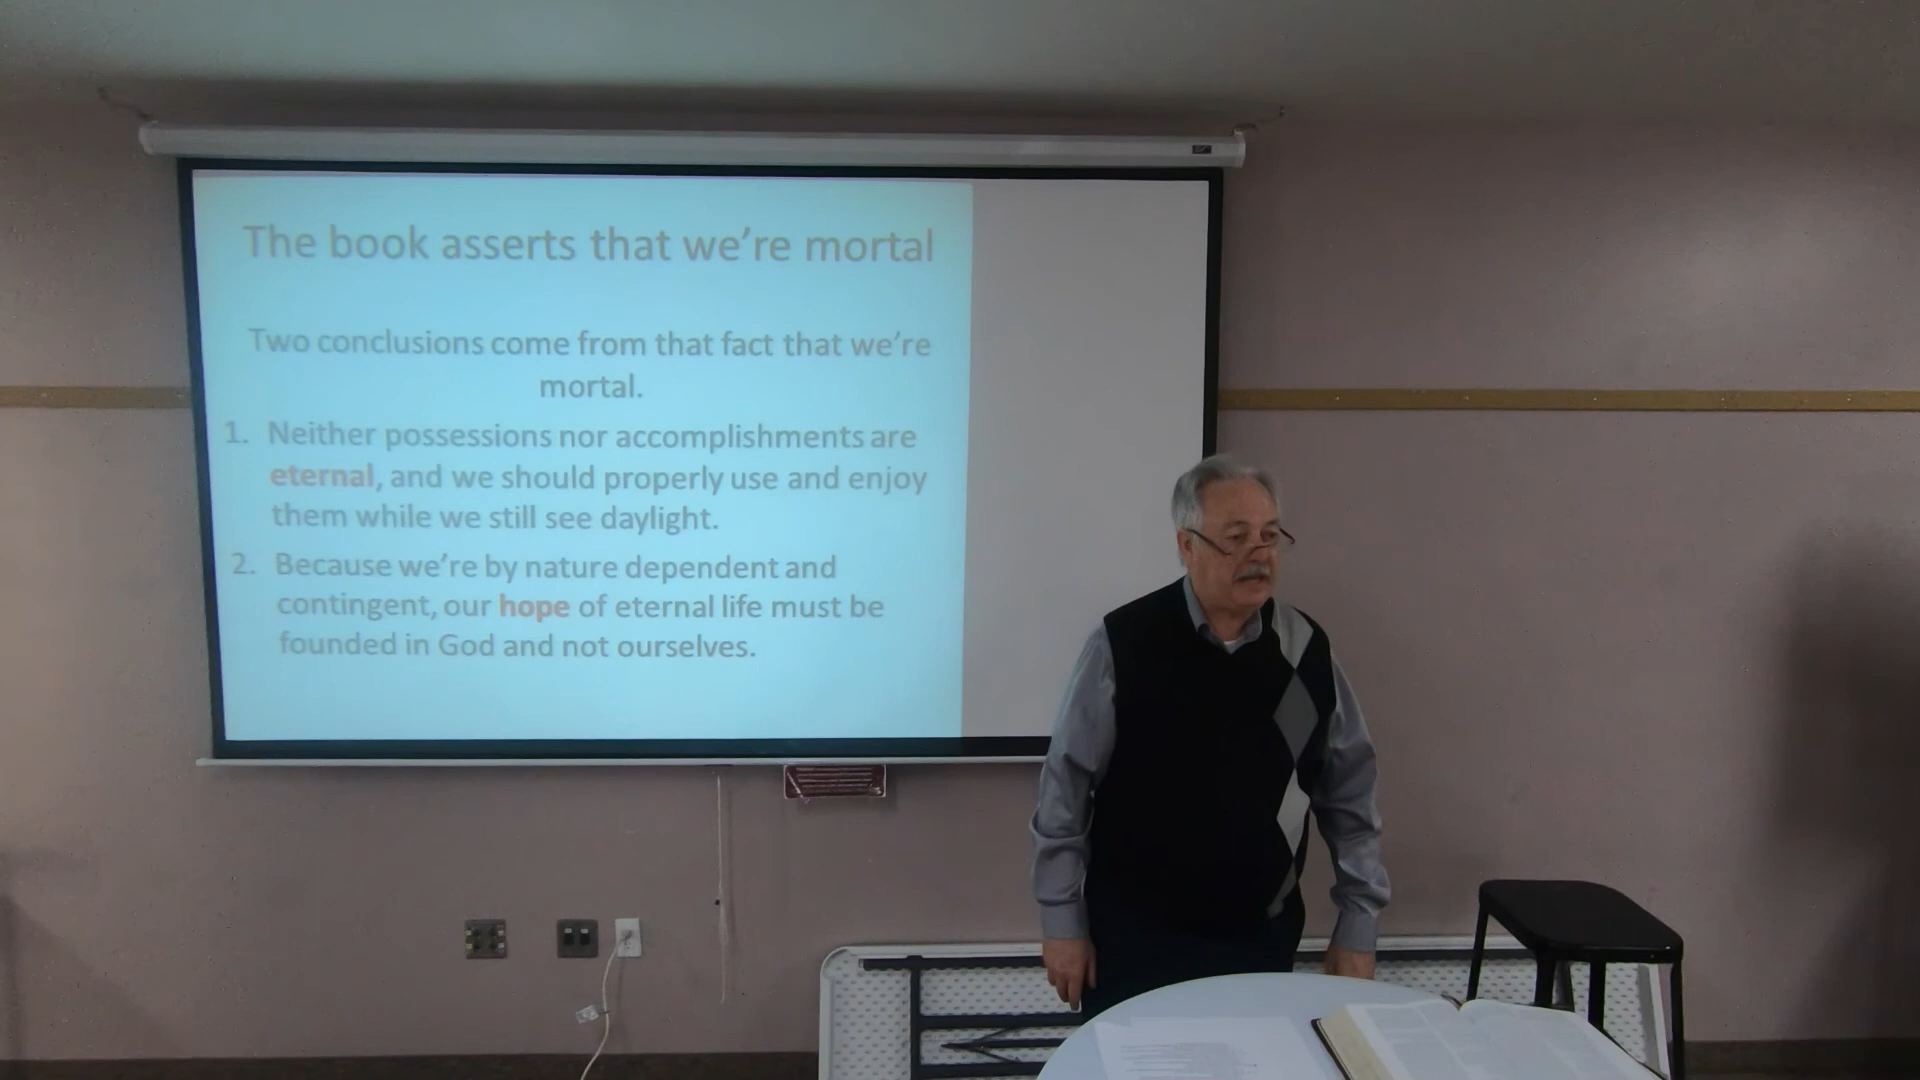 The book asserts that we're mortal
Two conclusions come from that fact that we're
mortal.
1. Neither possessions nor accomplishments are
eternal, and we should properly use and enjoy
them while we still see daylight.
2. Because we're by nature dependent and
contingent, our hope of eternal life must be
founded in God and not ourselves.